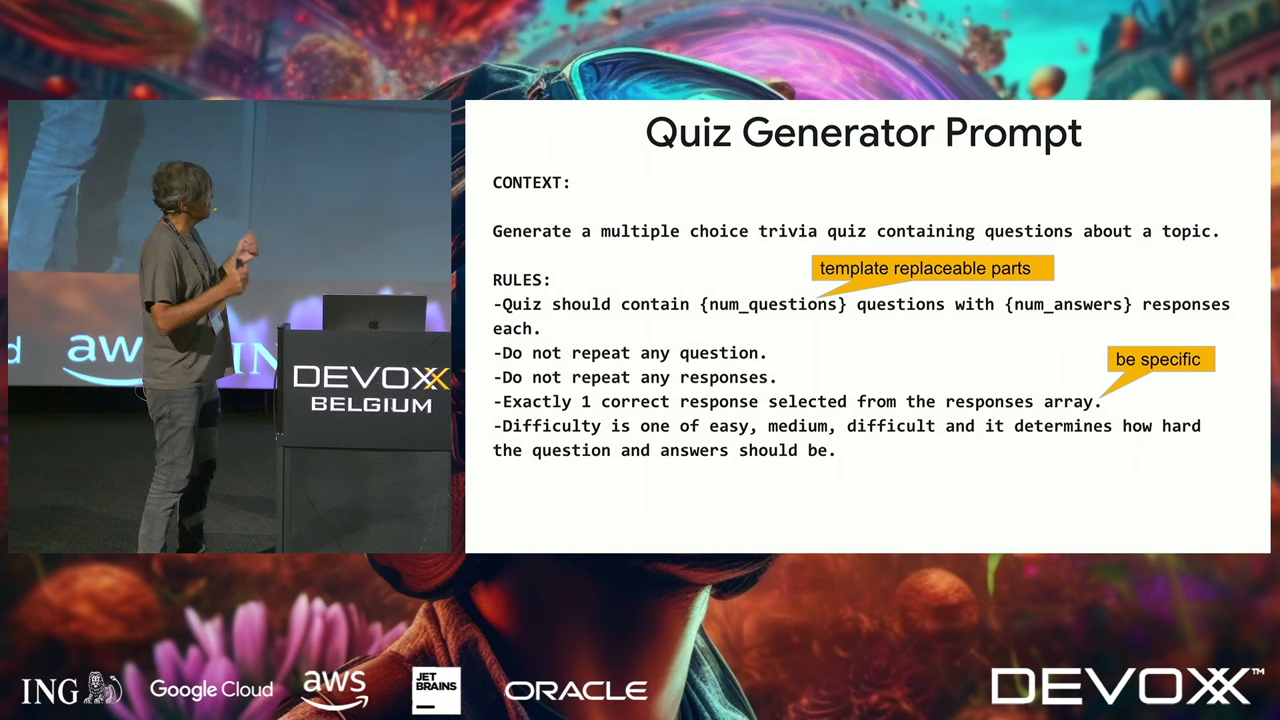 Quiz Generator Prompt
CONTEXT:
Generate a multiple choice trivia quiz containing questions about a topic.
template replaceable parts
RULES:
-Quiz should contain {num_questions} questions with {num_answers} responses
each.
-Do not repeat any question.
be specific
-Do not repeat any responses.
-Exactly 1 correct response selected from the responses array.
-Difficulty is one of easy, medium, difficult and it determines how hard
the question and answers should be.
d aws IN
DEVOXX
BELGIUM
ING
Google Cloud
aws
JET
BRAINS
ORACLE
DEVOXX™